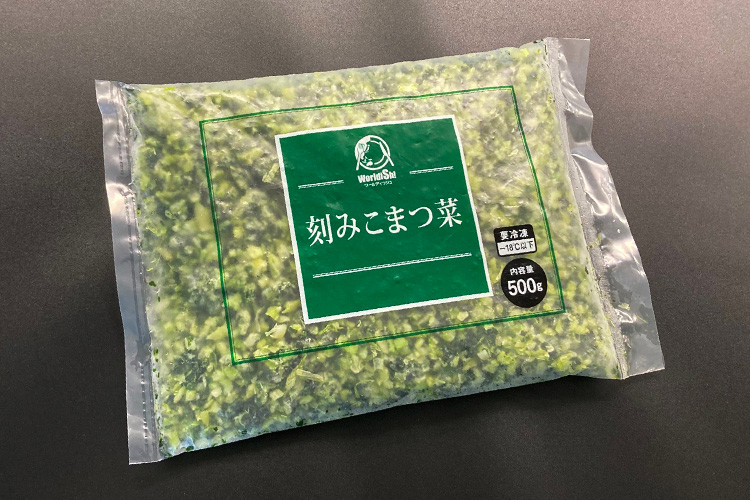 WorldiShi
ワールディッシュ
刻みこまつ菜
要冷凍
-18℃以下
内容量
500g